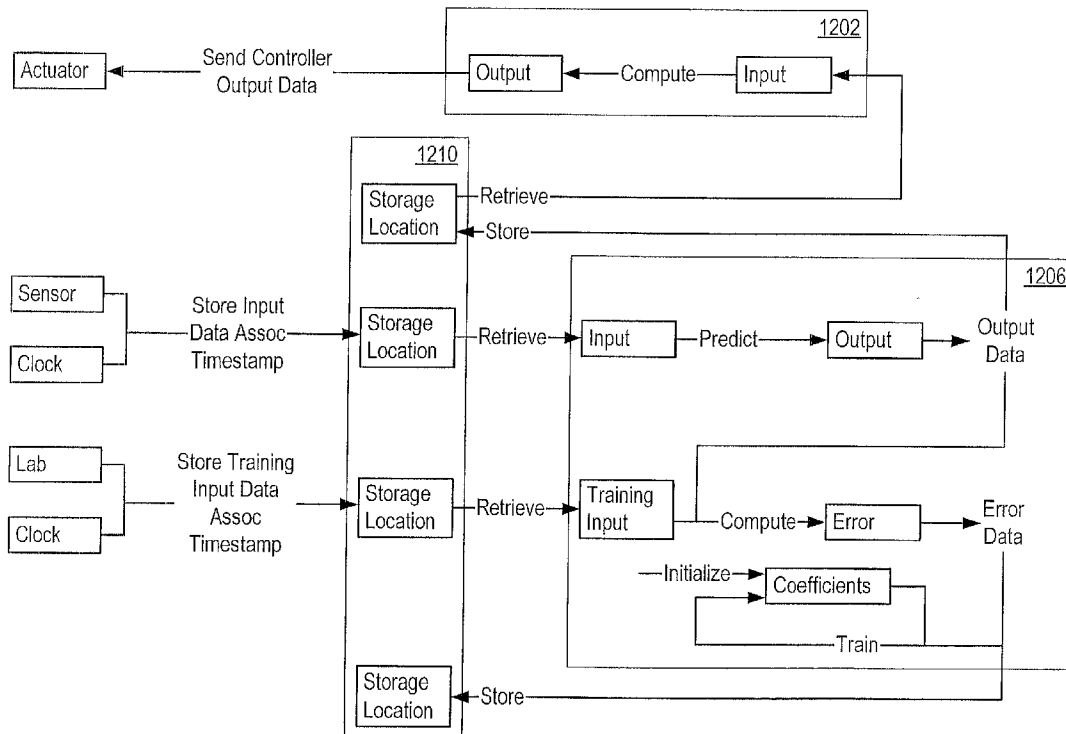 1202
Actuator
Send Controller
Output Data
Output
Compute
Input
1210
Storage
Location
Retrieve
Store
1206
Sensor
Clock
Store Input
Data Assoc
Timestamp
Storage
Location
Retrieve
Input
Predict
Output
Output
Data
Lab
Clock
Store Training
Input Data
Assoc
Timestamp
Storage
Location
Retrieve
Training
Input
Compute
Error
Error
Data
Initialize
Coefficients
Train
Storage
Location
Store